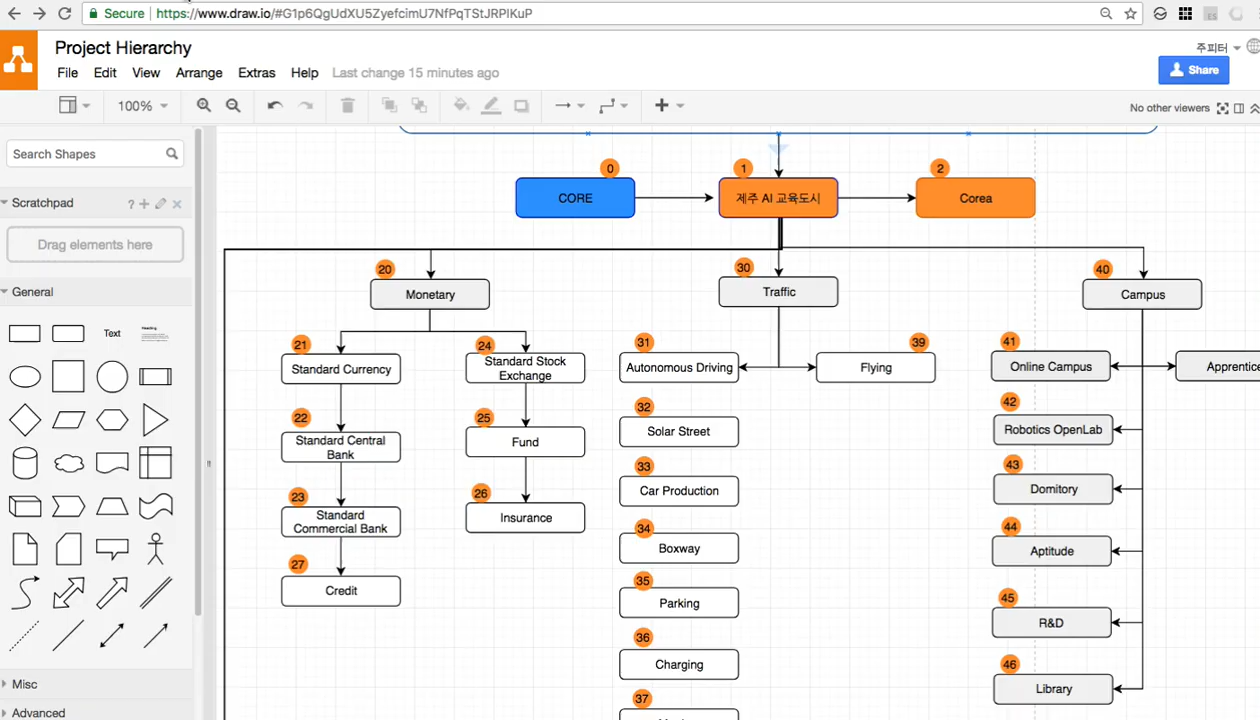 Secure
https://www.draw.io/#G1p6QgUdXU5ZyefcimU7NfPqTStJRPIKuP
Project Hierarchy
주피터
File Edit View Arrange Extras Help Last change 15 minutes ago
Share
100%
No other viewers
Search Shapes
Scratchpad
?
Drag elements here
General
Text
Heading
Misc
Advanced
0
CORE
1
제주 AI 교육도시
2
Corea
20
Monetary
30
Traffic
40
Campus
21
Standard Currency
24
Standard Stock
Exchange
31
Autonomous Driving
39
Flying
41
Online Campus
Apprentice
22
Standard Central
Bank
25
Fund
32
Solar Street
42
Robotics OpenLab
23
Standard
Commercial Bank
26
Insurance
33
Car Production
43
Domitory
27
Credit
34
Boxway
44
Aptitude
35
Parking
45
R&D
36
Charging
46
Library
37